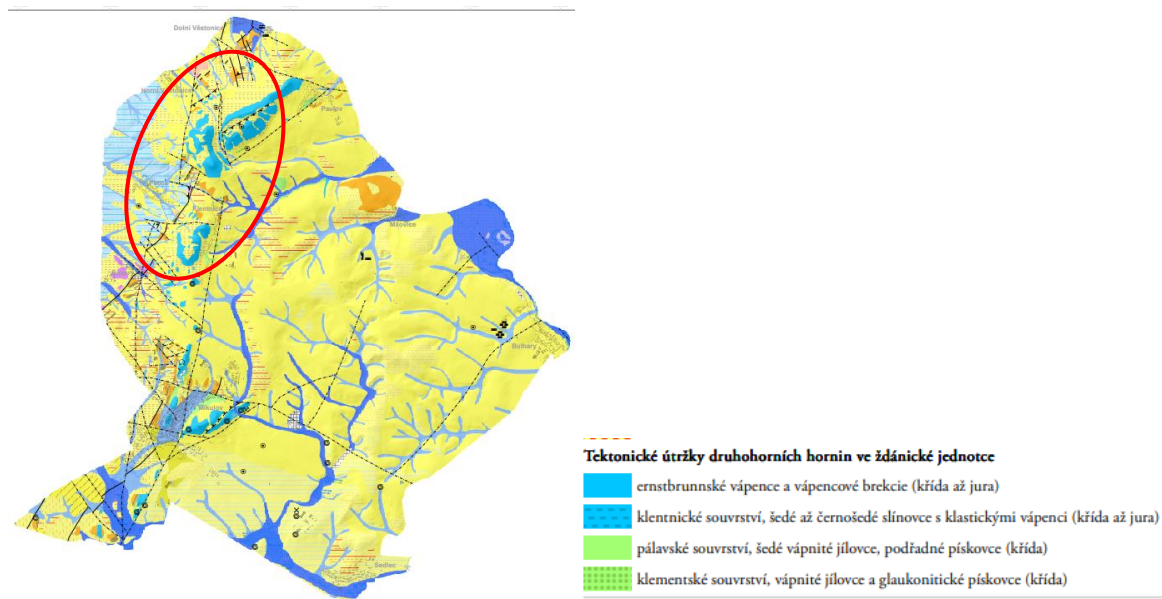 Dolní Věstonice
Pavlov
Klentnice
Milovice
Bulhary
Mikulov
Sedlec
Tektonické útržky druhohorních hornin ve ždánické jednotce
ernstbrunnské vápence a vápencové brekcie (křída až jura)
klentnické souvrství, šedé až černošedé slínovce s klastickými vápenci (křída až jura)
pálavské souvrství, šedé vápnité jílovce, podřadné pískovce (křída)
klementské souvrství, vápnité jílovce a glaukonitické pískovce (křída)